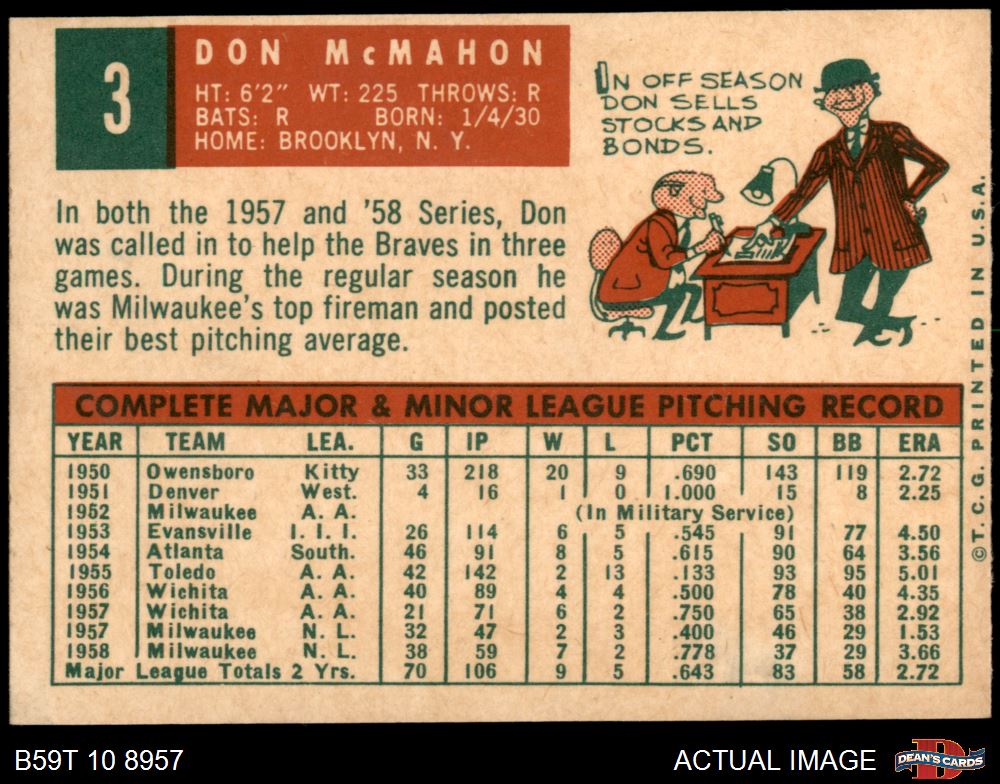 3
DON McMAHON
HT: 6'2" WT: 225 THROWS: R
BATS: R BORN: 1/4/30
HOME: BROOKLYN, N. Y.
IN OFF SEASON
DON SELLS
STOCKS AND
BONDS.
In both the 1957 and '58 Series, Don
was called in to help the Braves in three
games. During the regular season he
was Milwaukee's top fireman and posted
their best pitching average.
COMPLETE MAJOR & MINOR LEAGUE PITCHING RECORD
YEAR TEAM LEA. G IP W L PCT SO BB ERA
1950 Owensboro Kitty 33 218 20 9 .690 143 119 2.72
1951 Denver West. 4 16 1 0 1.000 15 8 2.25
1952 Milwaukee A. A. (In Military Service)
1953 Evansville I. I. I. 26 114 6 5 .545 91 77 4.50
1954 Atlanta South. 46 91 8 5 .615 90 64 3.56
1955 Toledo A. A. 42 142 2 13 .133 93 95 5.01
1956 Wichita A. A. 40 89 4 4 .500 78 40 4.35
1957 Wichita A. A. 21 71 6 2 .750 65 38 2.92
1957 Milwaukee N. L. 32 47 2 3 .400 46 29 1.53
1958 Milwaukee N. L. 38 59 7 2 .778 37 29 3.66
Major League Totals 2 Yrs. 70 106 9 5 .643 83 58 2.72
©T. C. G. PRINTED IN U.S.A.
B59T 10 8957
ACTUAL IMAGE
DEAN'S CARDS